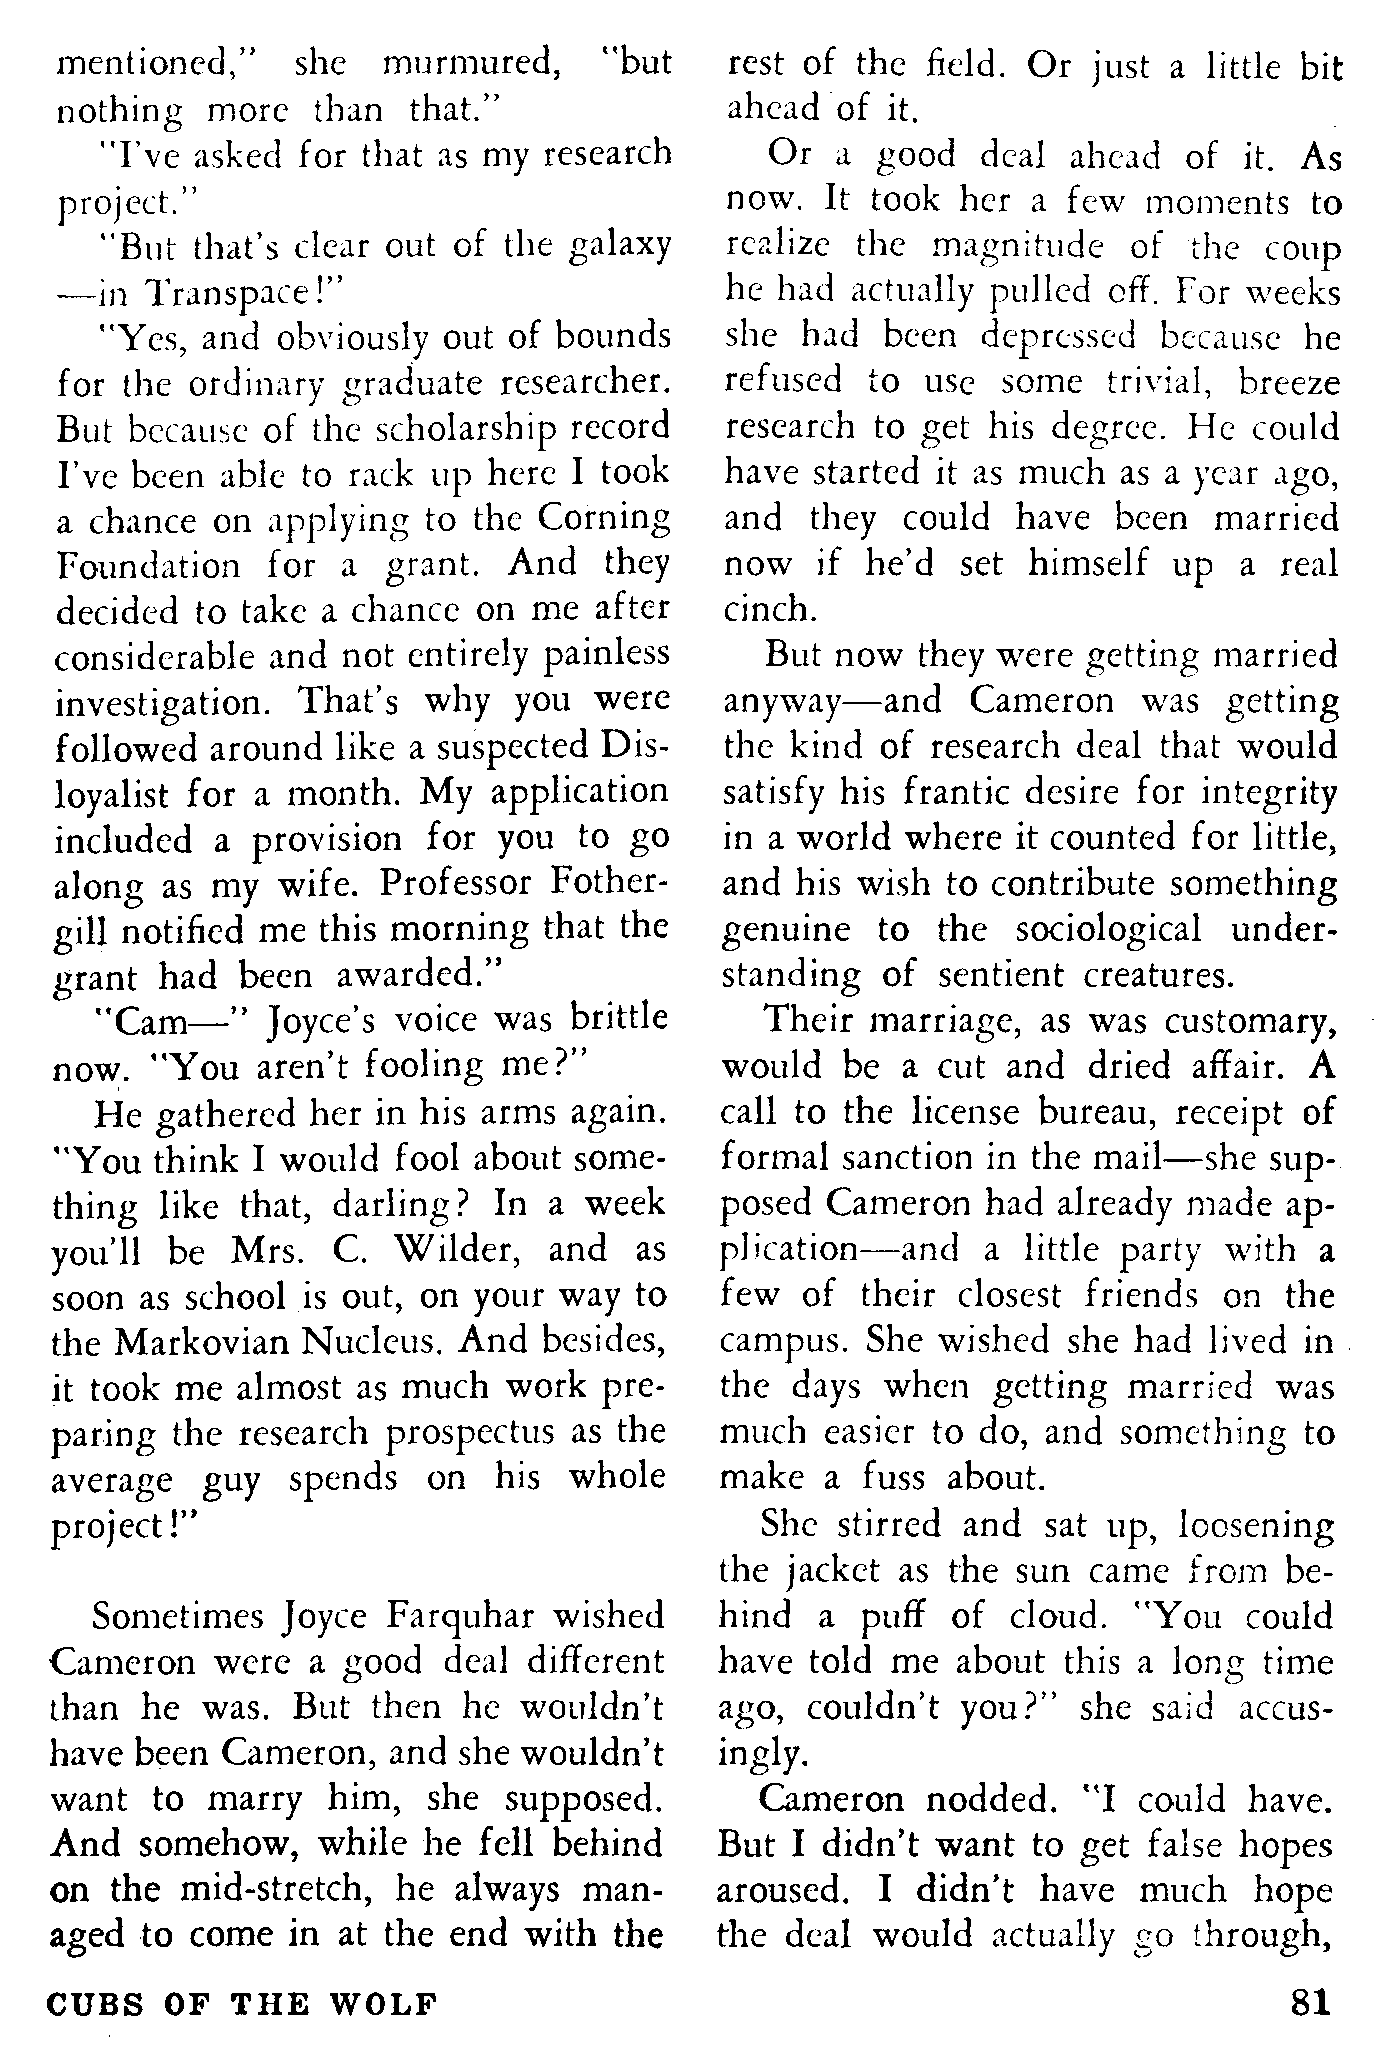 mentioned," she murmured, "but
nothing more than that."
"I've asked for that as my research
project."
"But that's clear out of the galaxy
—in Transpace!"
"Yes, and obviously out of bounds
for the ordinary graduate researcher.
But because of the scholarship record
I've been able to rack up here I took
a chance on applying to the Corning
Foundation for a grant. And they
decided to take a chance on me after
considerable and not entirely painless
investigation. That's why you were
followed around like a suspected Dis-
loyalist for a month. My application
included a provision for you to go
along as my wife. Professor Fother-
gill notified me this morning that the
grant had been awarded."
"Cam—" Joyce's voice was brittle
now. "You aren't fooling me?"
He gathered her in his arms again.
"You think I would fool about some-
thing like that, darling? In a week
you'll be Mrs. C. Wilder, and as
soon as school is out, on your way to
the Markovian Nucleus. And besides,
it took me almost as much work pre-
paring the research prospectus as the
average guy spends on his whole
project!"
Sometimes Joyce Farquhar wished
Cameron were a good deal different
than he was. But then he wouldn't
have been Cameron, and she wouldn't
want to marry him, she supposed.
And somehow, while he fell behind
on the mid-stretch, he always man-
aged to come in at the end with the
rest of the field. Or just a little bit
ahead of it.
Or a good deal ahead of it. As
now. It took her a few moments to
realize the magnitude of the coup
he had actually pulled off. For weeks
she had been depressed because he
refused to use some trivial, breeze
research to get his degree. He could
have started it as much as a year ago,
and they could have been married
now if he'd set himself up a real
cinch.
But now they were getting married
anyway—and Cameron was getting
the kind of research deal that would
satisfy his frantic desire for integrity
in a world where it counted for little,
and his wish to contribute something
genuine to the sociological under-
standing of sentient creatures.
Their marriage, as was customary,
would be a cut and dried affair. A
call to the license bureau, receipt of
formal sanction in the mail—she sup-
posed Cameron had already made ap-
plication—and a little party with a
few of their closest friends on the
campus. She wished she had lived in
the days when getting married was
much easier to do, and something to
make a fuss about.
She stirred and sat up, loosening
the jacket as the sun came from be-
hind a puff of cloud. "You could
have told me about this a long time
ago, couldn't you?" she said accus-
ingly.
Cameron nodded. "I could have.
But I didn't want to get false hopes
aroused. I didn't have much hope
the deal would actually go through,
CUBS OF THE WOLF 81